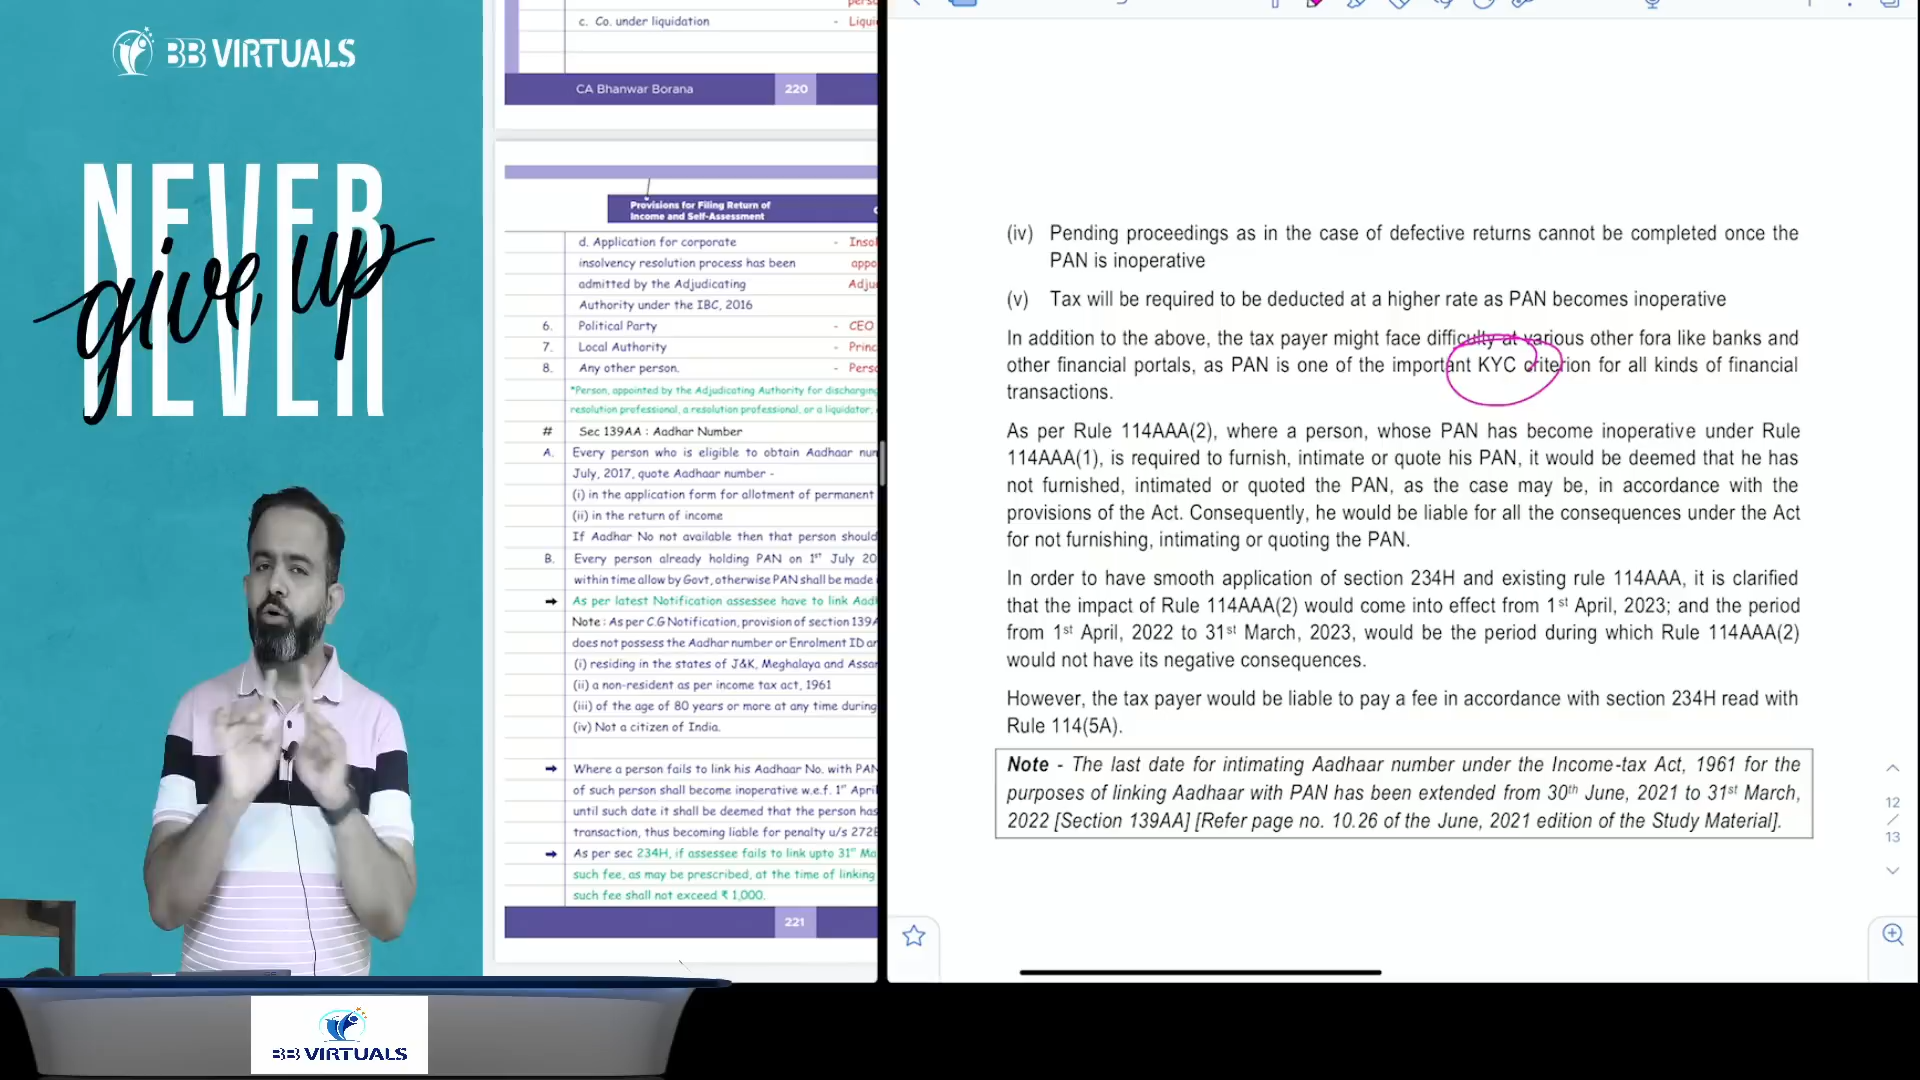 BB VIRTUALS
NEVER
give up
NEVER
BB VIRTUALS
c. Co. under liquidation -
CA Bhanwar Borana 220
Provisions for Filing Return of
Income and Self-Assessment
d. Application for corporate -
insolvency resolution process has been
admitted by the Adjudicating
Authority under the IBC, 2016
6. Political Party - CEO
7. Local Authority -
8. Any other person. -
*Person, appointed by the Adjudicating Authority for discharging
resolution professional, a resolution professional, or a liquidator,
# Sec 139AA : Aadhar Number
A. Every person who is eligible to obtain Aadhaar
July, 2017, quote Aadhaar number -
(i) in the application form for allotment of permanent
(ii) in the return of income
If Aadhar No not available then that person should
B. Every person already holding PAN on 1st July
within time allow by Govt, otherwise PAN shall be made
➡ As per latest Notification assessee have to link
Note : As per C.G Notification, provision of section
does not possess the Aadhar number or Enrolment ID
(i) residing in the states of J&K, Meghalaya and
(ii) a non-resident as per income tax act, 1961
(iii) of the age of 80 years or more at any time during
(iv) Not a citizen of India.
➡ Where a person fails to link his Aadhaar No. with PAN
of such person shall become inoperative w.e.f. 1st April
until such date it shall be deemed that the person has
transaction, thus becoming liable for penalty u/s
➡ As per sec 234H, if assessee fails to link upto 31st
such fee, as may be prescribed, at the time of linking
such fee shall not exceed ₹ 1,000.
221
(iv) Pending proceedings as in the case of defective returns cannot be completed once the
PAN is inoperative
(v) Tax will be required to be deducted at a higher rate as PAN becomes inoperative
In addition to the above, the tax payer might face difficulty at various other fora like banks and
other financial portals, as PAN is one of the important KYC criterion for all kinds of financial
transactions.
As per Rule 114AAA(2), where a person, whose PAN has become inoperative under Rule
114AAA(1), is required to furnish, intimate or quote his PAN, it would be deemed that he has
not furnished, intimated or quoted the PAN, as the case may be, in accordance with the
provisions of the Act. Consequently, he would be liable for all the consequences under the Act
for not furnishing, intimating or quoting the PAN.
In order to have smooth application of section 234H and existing rule 114AAA, it is clarified
that the impact of Rule 114AAA(2) would come into effect from 1st April, 2023; and the period
from 1st April, 2022 to 31st March, 2023, would be the period during which Rule 114AAA(2)
would not have its negative consequences.
However, the tax payer would be liable to pay a fee in accordance with section 234H read with
Rule 114(5A).
Note - The last date for intimating Aadhaar number under the Income-tax Act, 1961 for the
purposes of linking Aadhaar with PAN has been extended from 30th June, 2021 to 31st March,
2022 [Section 139AA] [Refer page no. 10.26 of the June, 2021 edition of the Study Material].
12
/
13